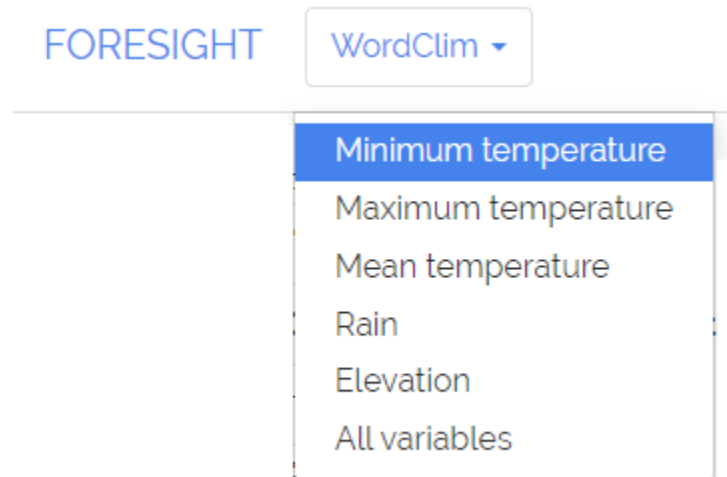 FORESIGHT WordClim
Minimum temperature
Maximum temperature
Mean temperature
Rain
Elevation
All variables